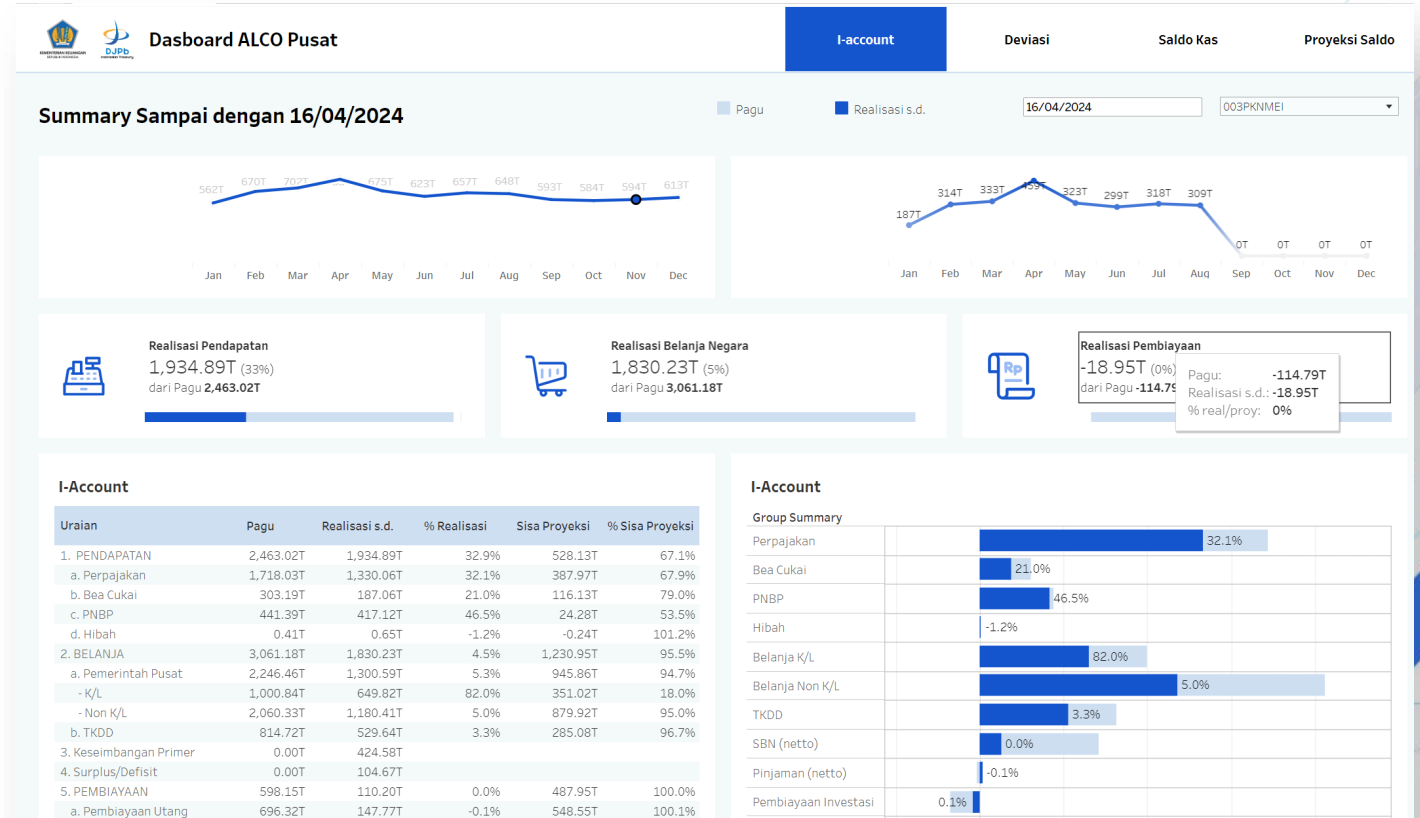 KEMENTERIAN KEUANGAN
REPUBLIK INDONESIA
DJPb
Dasboard ALCO Pusat
I-account
Deviasi
Saldo Kas
Proyeksi Saldo
Summary Sampai dengan 16/04/2024
Pagu
Realisasi s.d.
16/04/2024
003PKNMEI
562T 670T 702T ... 675T 623T 657T 648T 593T 584T 594T 613T
Jan Feb Mar Apr May Jun Jul Aug Sep Oct Nov Dec
187T 314T 333T 459T 323T 299T 318T 309T 0T 0T 0T 0T
Jan Feb Mar Apr May Jun Jul Aug Sep Oct Nov Dec
Realisasi Pendapatan
1,934.89T (33%)
dari Pagu 2,463.02T
Realisasi Belanja Negara
1,830.23T (5%)
dari Pagu 3,061.18T
Rp
Realisasi Pembiayaan
-18.95T (0%)
dari Pagu -114.79
Pagu: -114.79T
Realisasi s.d.: -18.95T
% real/proy: 0%
I-Account
Uraian Pagu Realisasi s.d. % Realisasi Sisa Proyeksi % Sisa Proyeksi
1. PENDAPATAN 2,463.02T 1,934.89T 32.9% 528.13T 67.1%
a. Perpajakan 1,718.03T 1,330.06T 32.1% 387.97T 67.9%
b. Bea Cukai 303.19T 187.06T 21.0% 116.13T 79.0%
c. PNBP 441.39T 417.12T 46.5% 24.28T 53.5%
d. Hibah 0.41T 0.65T -1.2% -0.24T 101.2%
2. BELANJA 3,061.18T 1,830.23T 4.5% 1,230.95T 95.5%
a. Pemerintah Pusat 2,246.46T 1,300.59T 5.3% 945.86T 94.7%
- K/L 1,000.84T 649.82T 82.0% 351.02T 18.0%
- Non K/L 2,060.33T 1,180.41T 5.0% 879.92T 95.0%
b. TKDD 814.72T 529.64T 3.3% 285.08T 96.7%
3. Keseimbangan Primer 0.00T 424.58T
4. Surplus/Defisit 0.00T 104.67T
5. PEMBIAYAAN 598.15T 110.20T 0.0% 487.95T 100.0%
a. Pembiayaan Utang 696.32T 147.77T -0.1% 548.55T 100.1%
I-Account
Group Summary
Perpajakan 32.1%
Bea Cukai 21.0%
PNBP 46.5%
Hibah -1.2%
Belanja K/L 82.0%
Belanja Non K/L 5.0%
TKDD 3.3%
SBN (netto) 0.0%
Pinjaman (netto) -0.1%
Pembiayaan Investasi 0.1%